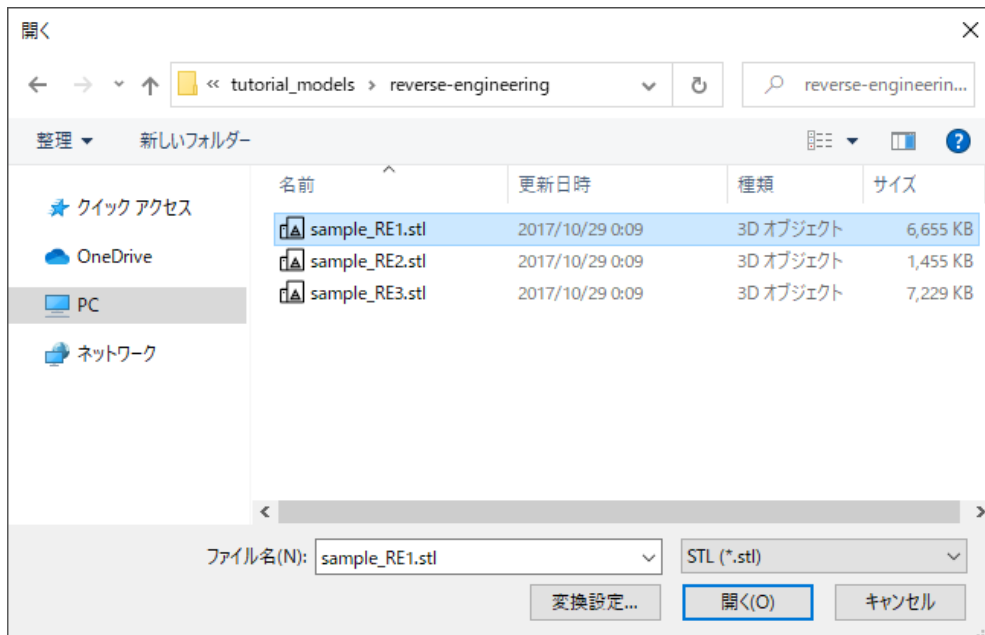 開く
« tutorial_models › reverse-engineering
reverse-engineerin...
整理 新しいフォルダー
名前 更新日時 種類 サイズ
クイック アクセス
OneDrive
PC
ネットワーク
sample_RE1.stl 2017/10/29 0:09 3D オブジェクト 6,655 KB
sample_RE2.stl 2017/10/29 0:09 3D オブジェクト 1,455 KB
sample_RE3.stl 2017/10/29 0:09 3D オブジェクト 7,229 KB
ファイル名(N): sample_RE1.stl STL (*.stl)
変換設定... 開く(O) キャンセル